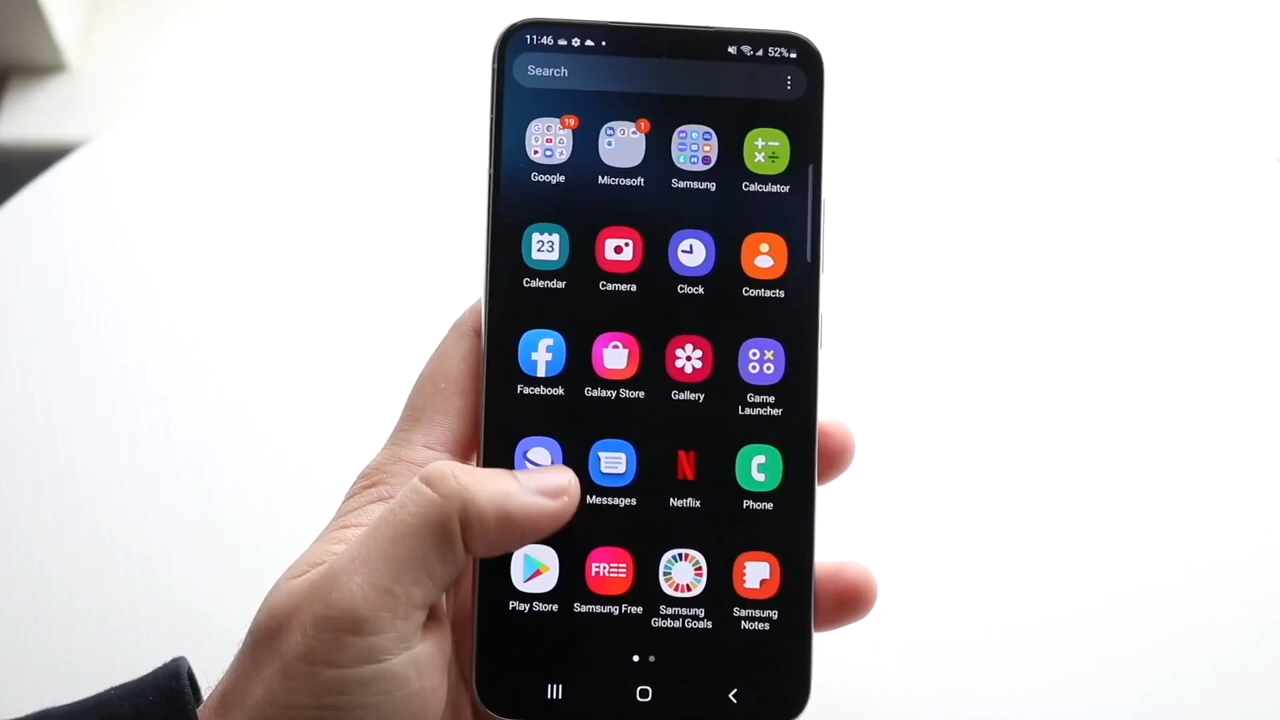 11:46
52%
Search
19
1
Google
Microsoft
Samsung
Calculator
23
Calendar
Camera
Clock
Contacts
Facebook
Galaxy Store
Gallery
Game
Launcher
Messages
Netflix
Phone
FREE
Play Store
Samsung Free
Samsung
Global Goals
Samsung
Notes